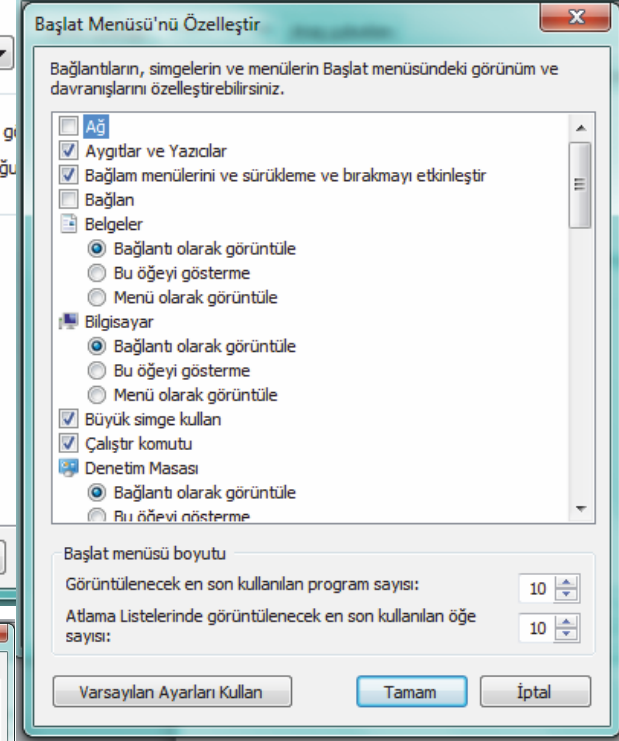 Başlat Menüsü'nü Özelleştir
Bağlantıların, simgelerin ve menülerin Başlat menüsündeki görünüm ve
davranışlarını özelleştirebilirsiniz.
Ağ
Aygıtlar ve Yazıcılar
Bağlam menülerini ve sürükleme ve bırakmayı etkinleştir
Bağlan
Belgeler
Bağlantı olarak görüntüle
Bu öğeyi gösterme
Menü olarak görüntüle
Bilgisayar
Bağlantı olarak görüntüle
Bu öğeyi gösterme
Menü olarak görüntüle
Büyük simge kullan
Çalıştır komutu
Denetim Masası
Bağlantı olarak görüntüle
Bu öğeyi gösterme
Başlat menüsü boyutu
Görüntülenecek en son kullanılan program sayısı: 10
Atlama Listelerinde görüntülenecek en son kullanılan öğe
sayısı: 10
Varsayılan Ayarları Kullan Tamam İptal